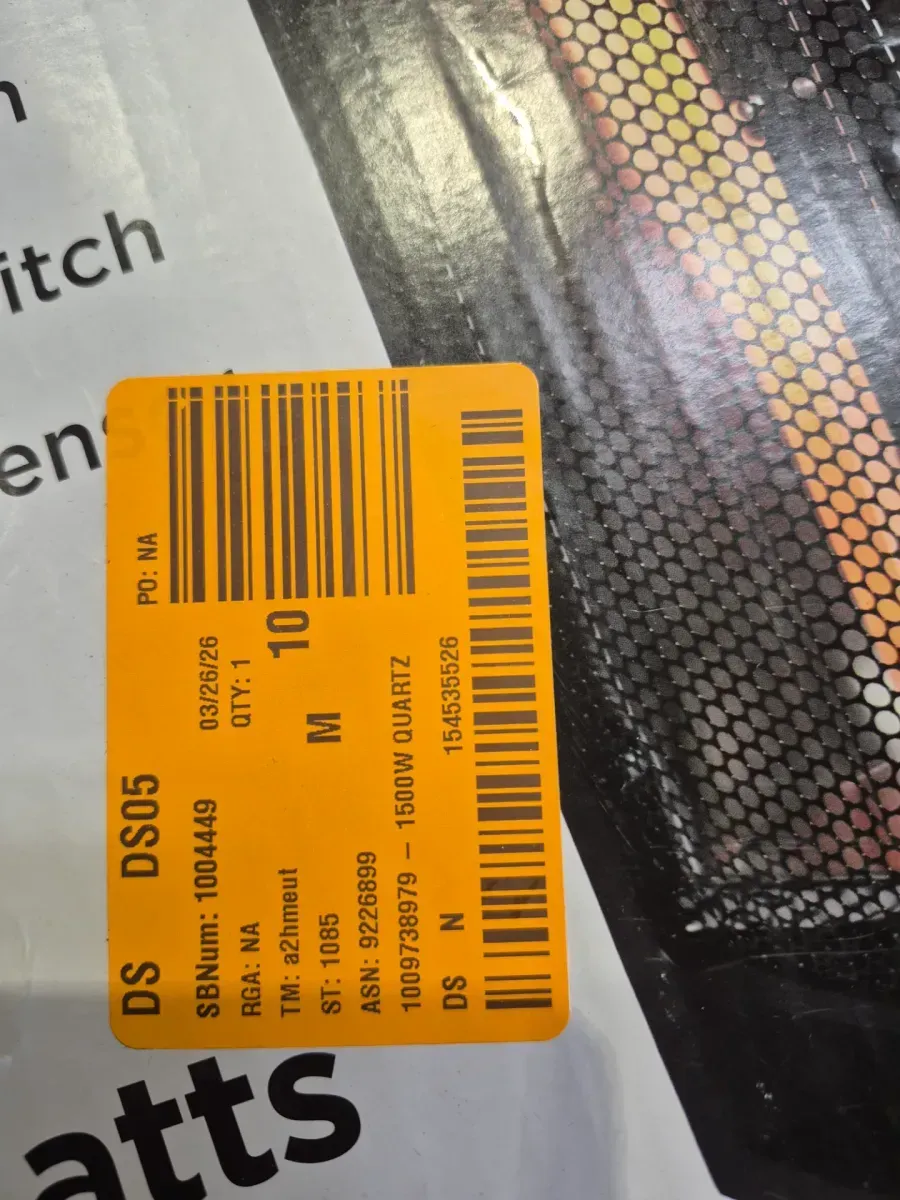 itch
atts
DS DS05
PO: NA
SBNum: 1004449
03/26/26
RGA: NA
QTY: 1
TM: a2hmeut
10
ST: 1085
M
ASN: 9226899
1009738979 – 1500W QUARTZ
DS N
154535526